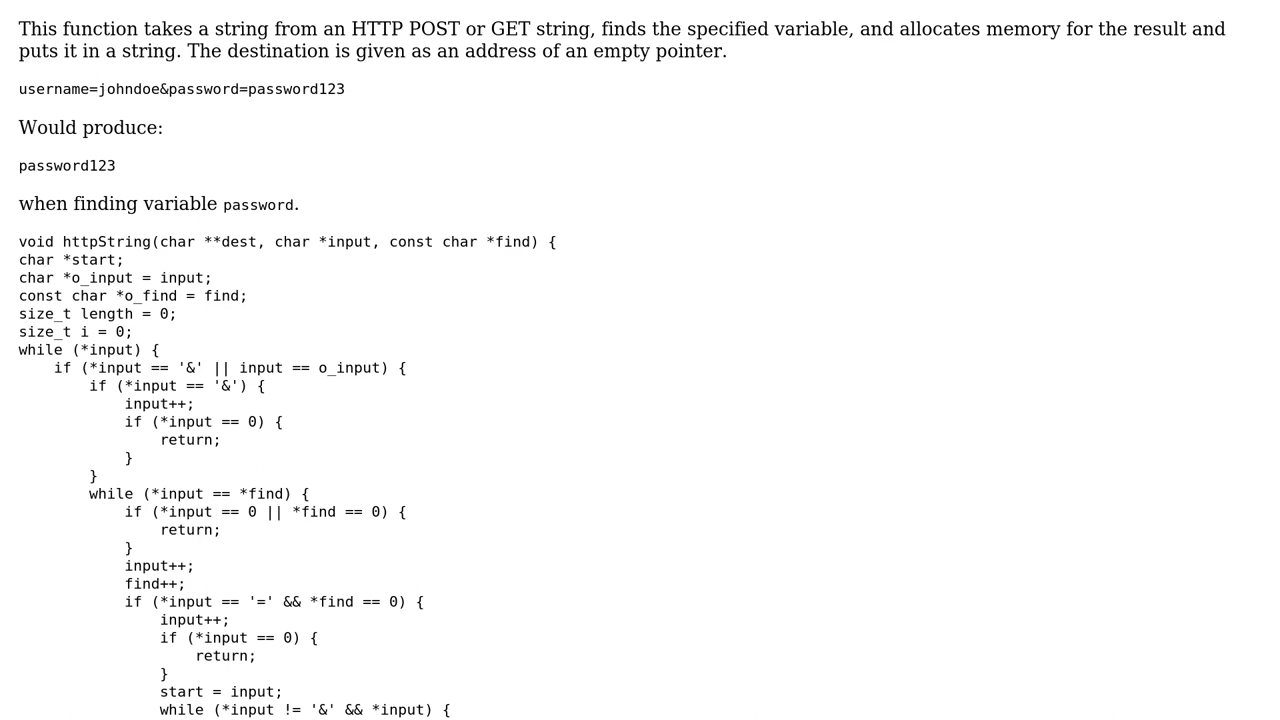 This function takes a string from an HTTP POST or GET string, finds the specified variable, and allocates memory for the result and
puts it in a string. The destination is given as an address of an empty pointer.
username=johndoe&password=password123
Would produce:
password123
when finding variable password.
void httpString(char **dest, char *input, const char *find) {
char *start;
char *o_input = input;
const char *o_find = find;
size_t length = 0;
size_t i = 0;
while (*input) {
    if (*input == '&' || input == o_input) {
        if (*input == '&') {
            input++;
            if (*input == 0) {
                return;
            }
        }
        while (*input == *find) {
            if (*input == 0 || *find == 0) {
                return;
            }
            input++;
            find++;
            if (*input == '=' && *find == 0) {
                input++;
                if (*input == 0) {
                    return;
                }
                start = input;
                while (*input != '&' && *input) {